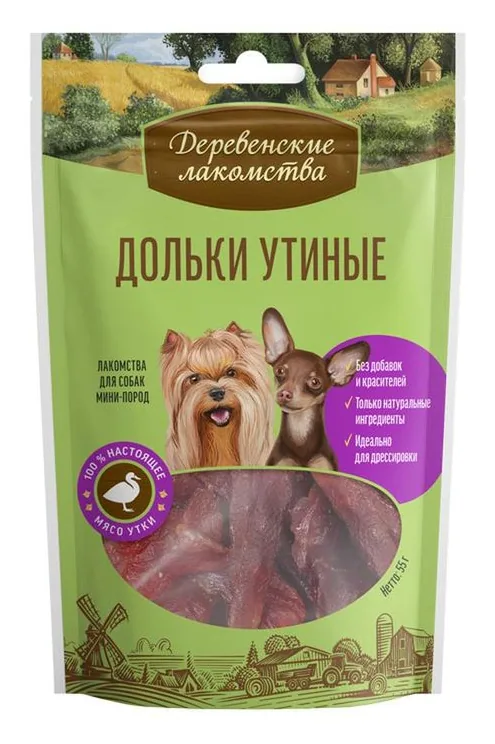 Деревенские
лакомства
ДОЛЬКИ УТИНЫЕ
ЛАКОМСТВА
ДЛЯ СОБАК
МИНИ-ПОРОД
Без добавок
и красителей
Только натуральные
ингредиенты
Идеально
для дрессировки
100 % НАСТОЯЩЕЕ
МЯСО УТКИ
Нетто: 55 г